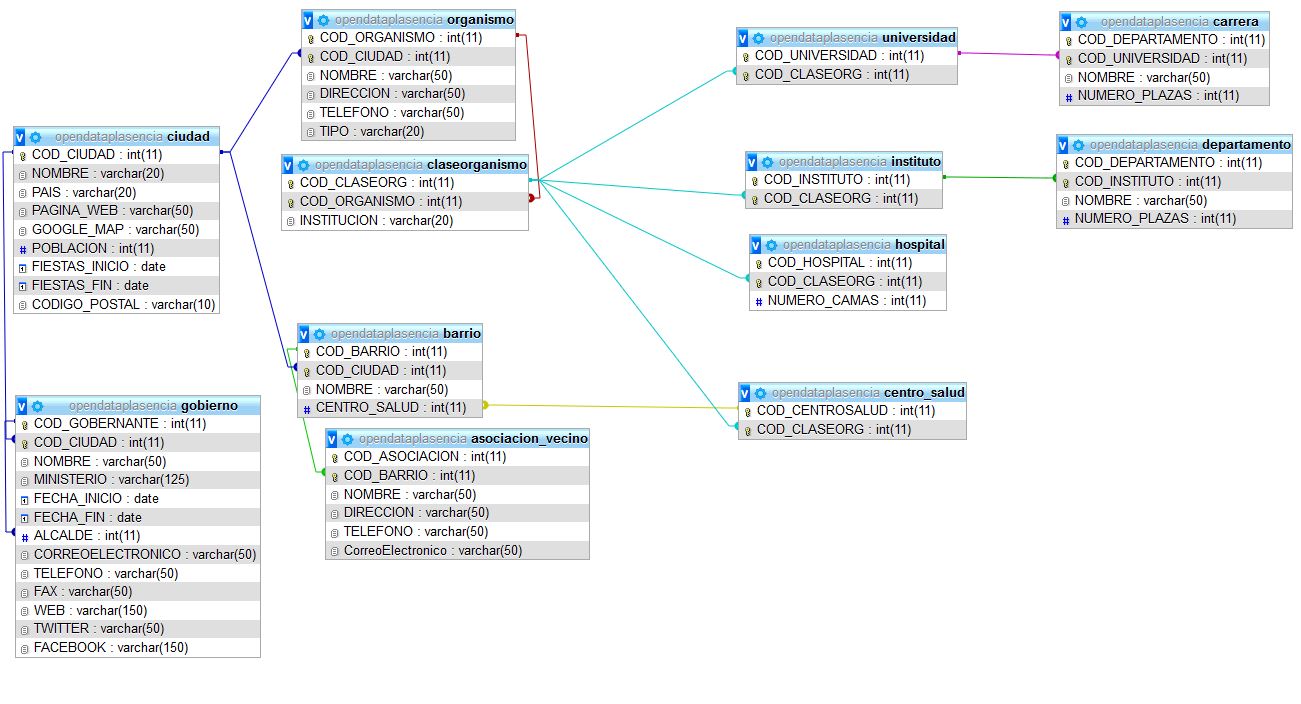 opendataplasencia ciudad
COD_CIUDAD : int(11)
NOMBRE : varchar(20)
PAIS : varchar(20)
PAGINA_WEB : varchar(50)
GOOGLE_MAP : varchar(50)
POBLACION : int(11)
FIESTAS_INICIO : date
FIESTAS_FIN : date
CODIGO_POSTAL : varchar(10)
opendataplasencia gobierno
COD_GOBERNANTE : int(11)
COD_CIUDAD : int(11)
NOMBRE : varchar(50)
MINISTERIO : varchar(125)
FECHA_INICIO : date
FECHA_FIN : date
ALCALDE : int(11)
CORREOELECTRONICO : varchar(50)
TELEFONO : varchar(50)
FAX : varchar(50)
WEB : varchar(150)
TWITTER : varchar(50)
FACEBOOK : varchar(150)
opendataplasencia organismo
COD_ORGANISMO : int(11)
COD_CIUDAD : int(11)
NOMBRE : varchar(50)
DIRECCION : varchar(50)
TELEFONO : varchar(50)
TIPO : varchar(20)
opendataplasencia claseorganismo
COD_CLASEORG : int(11)
COD_ORGANISMO : int(11)
INSTITUCION : varchar(20)
opendataplasencia barrio
COD_BARRIO : int(11)
COD_CIUDAD : int(11)
NOMBRE : varchar(50)
CENTRO_SALUD : int(11)
opendataplasencia asociacion_vecino
COD_ASOCIACION : int(11)
COD_BARRIO : int(11)
NOMBRE : varchar(50)
DIRECCION : varchar(50)
TELEFONO : varchar(50)
CorreoElectronico : varchar(50)
opendataplasencia universidad
COD_UNIVERSIDAD : int(11)
COD_CLASEORG : int(11)
opendataplasencia instituto
COD_INSTITUTO : int(11)
COD_CLASEORG : int(11)
opendataplasencia hospital
COD_HOSPITAL : int(11)
COD_CLASEORG : int(11)
NUMERO_CAMAS : int(11)
opendataplasencia centro_salud
COD_CENTROSALUD : int(11)
COD_CLASEORG : int(11)
opendataplasencia carrera
COD_DEPARTAMENTO : int(11)
COD_UNIVERSIDAD : int(11)
NOMBRE : varchar(50)
NUMERO_PLAZAS : int(11)
opendataplasencia departamento
COD_DEPARTAMENTO : int(11)
COD_INSTITUTO : int(11)
NOMBRE : varchar(50)
NUMERO_PLAZAS : int(11)